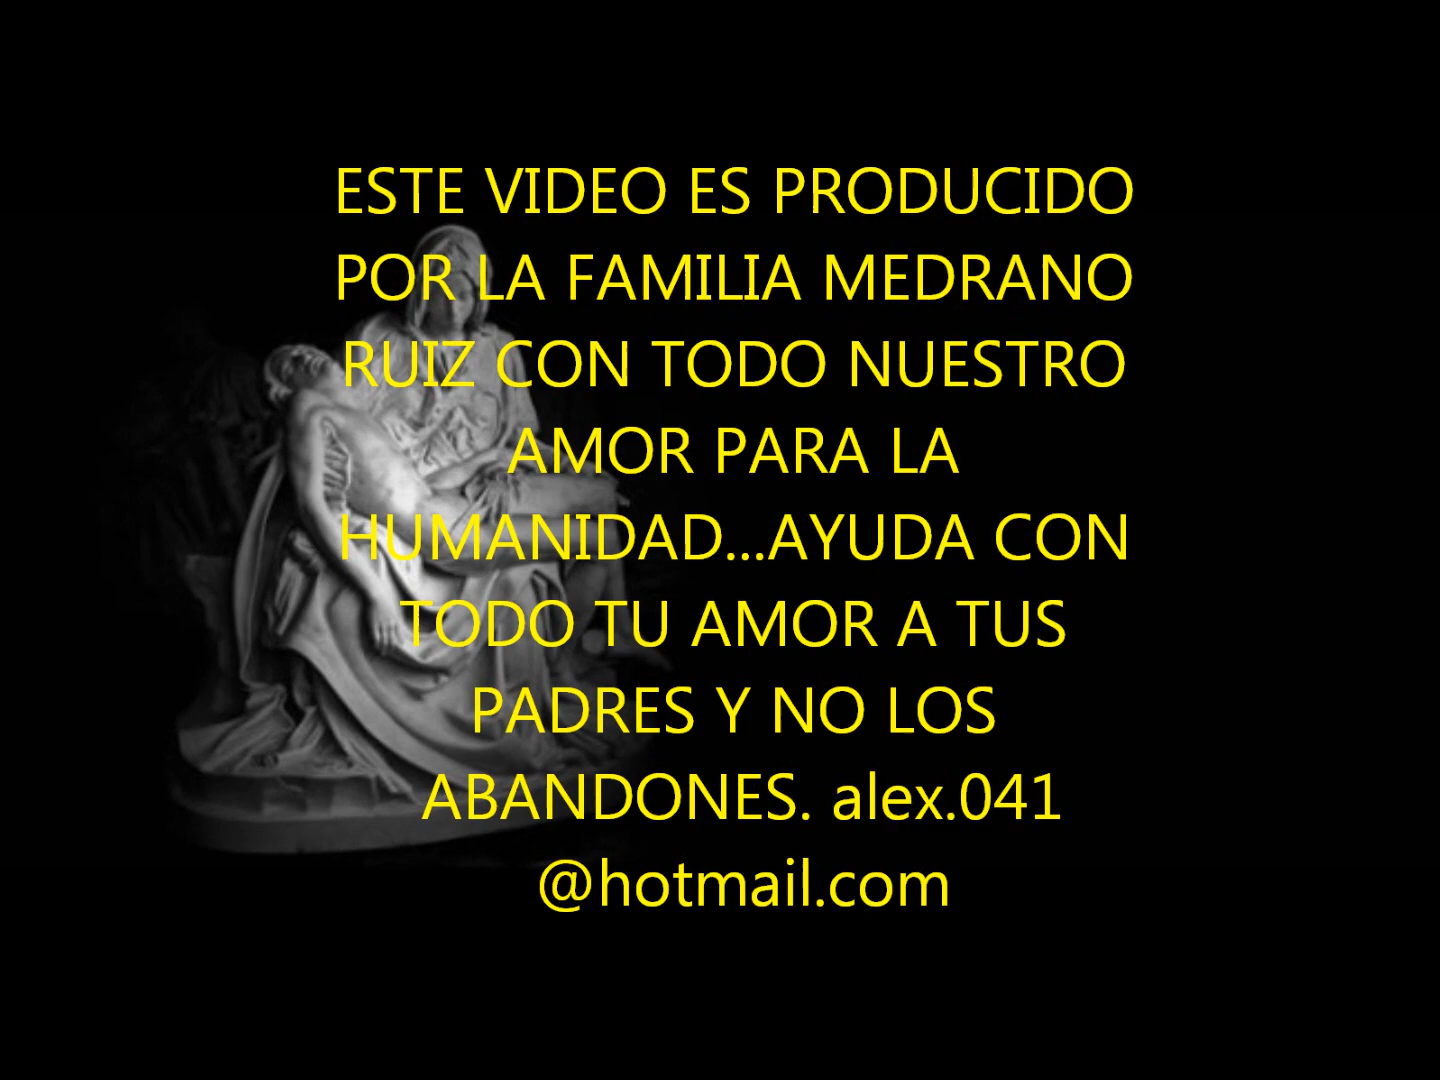 ESTE VIDEO ES PRODUCIDO
POR LA FAMILIA MEDRANO
RUIZ CON TODO NUESTRO
AMOR PARA LA
HUMANIDAD...AYUDA CON
TODO TU AMOR A TUS
PADRES Y NO LOS
ABANDONES. alex.041
@hotmail.com